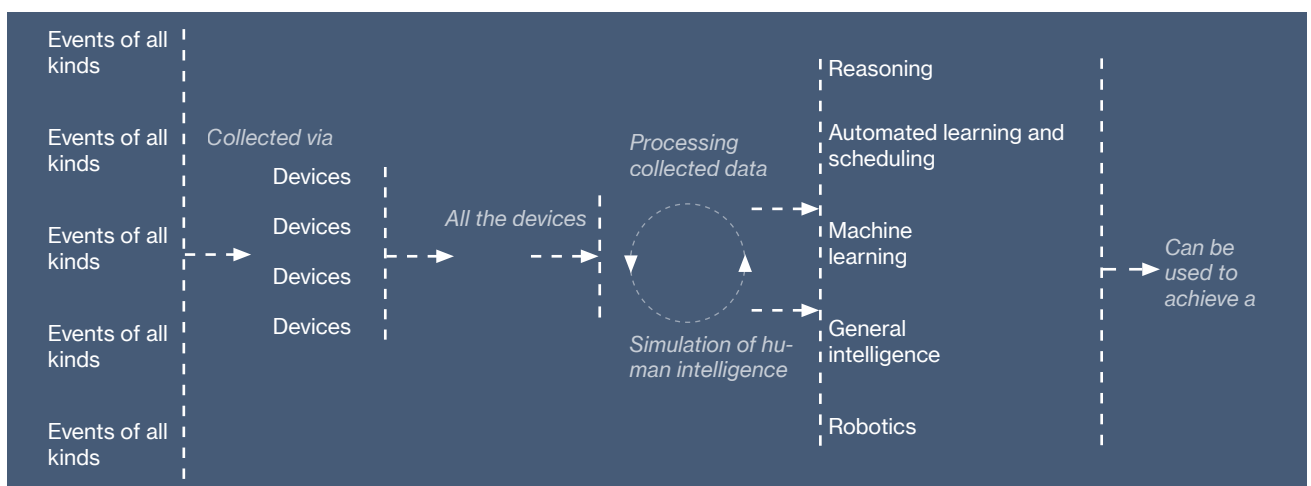 Events of all
kinds
Events of all
kinds
Events of all
kinds
Events of all
kinds
Events of all
kinds
Collected via
Devices
Devices
Devices
Devices
All the devices
Processing
collected data
Simulation of hu-
man intelligence
Reasoning
Automated learning and
scheduling
Machine
learning
General
intelligence
Robotics
Can be
used to
achieve a